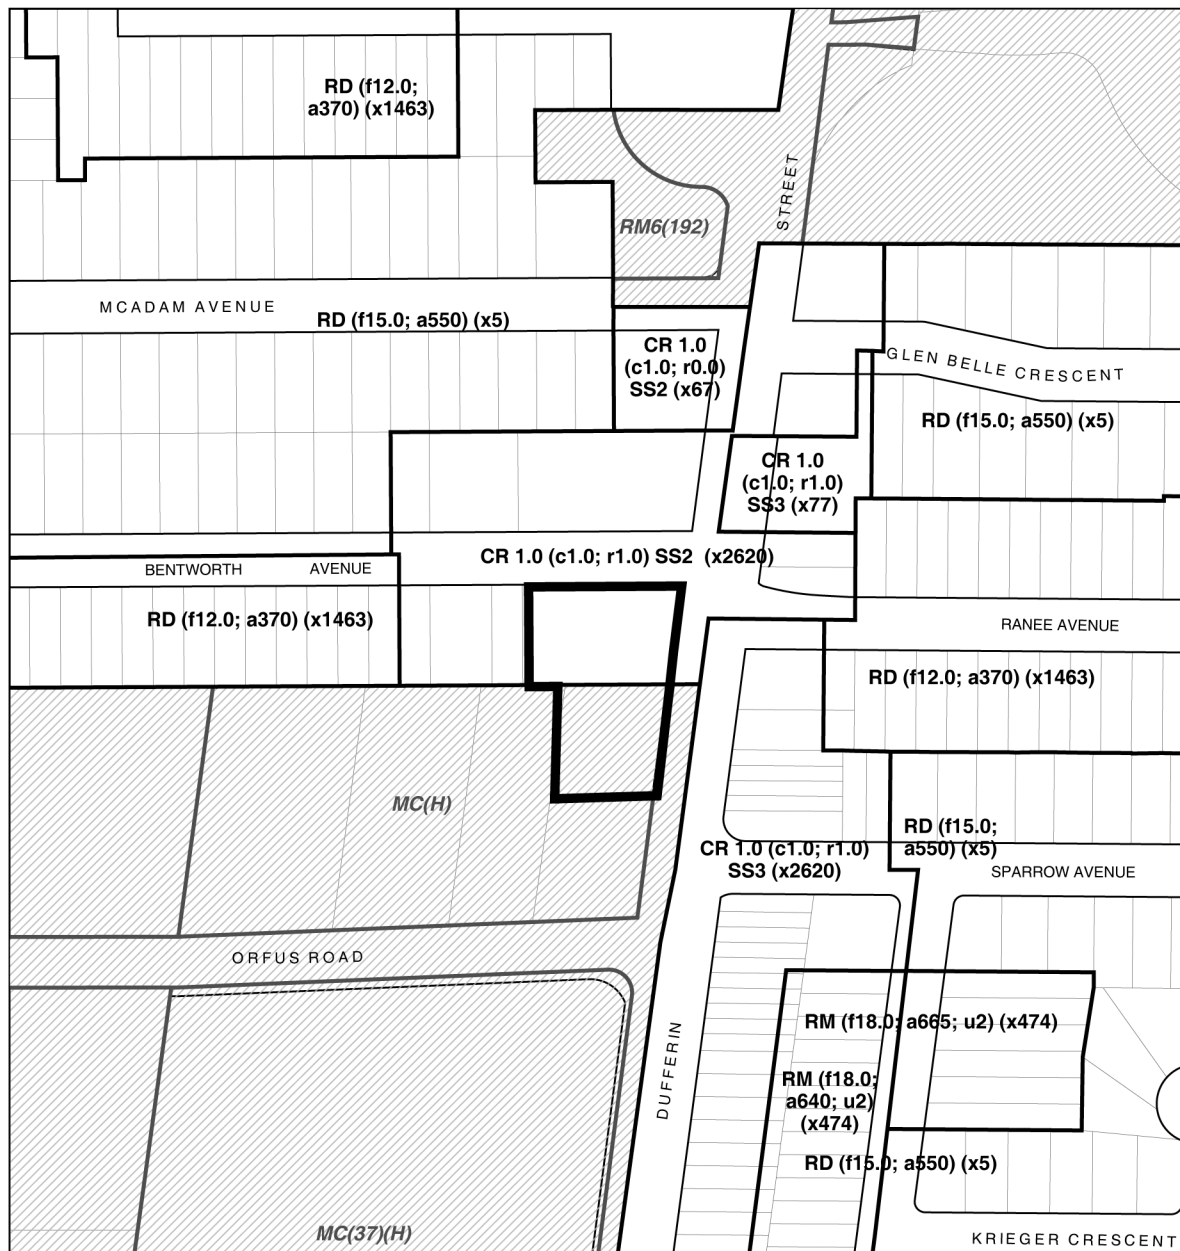 RD (f12.0;
a370) (x1463)
STREET
RM6(192)
MCADAM AVENUE
RD (f15.0; a550) (x5)
CR 1.0
(c1.0; r0.0)
SS2 (x67)
GLEN BELLE CRESCENT
RD (f15.0; a550) (x5)
CR 1.0
(c1.0; r1.0)
SS3 (x77)
CR 1.0 (c1.0; r1.0) SS2 (x2620)
BENTWORTH AVENUE
RD (f12.0; a370) (x1463)
RANEE AVENUE
RD (f12.0; a370) (x1463)
MC(H)
RD (f15.0;
a550) (x5)
CR 1.0 (c1.0; r1.0)
SS3 (x2620)
SPARROW AVENUE
ORFUS ROAD
RM (f18.0; a665; u2) (x474)
DUFFERIN
RM (f18.0;
a640; u2)
(x474)
RD (f15.0; a550) (x5)
MC(37)(H)
KRIEGER CRESCENT